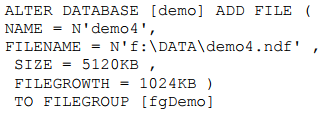 ALTER DATABASE [demo] ADD FILE (
NAME = N'demo4',
FILENAME = N'f:\DATA\demo4.ndf' ,
SIZE = 5120KB ,
FILEGROWTH = 1024KB )
TO FILEGROUP [fgDemo]